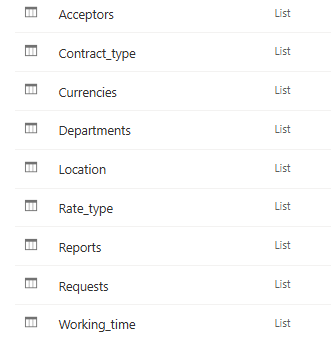 Acceptors List
Contract_type List
Currencies List
Departments List
Location List
Rate_type List
Reports List
Requests List
Working_time List